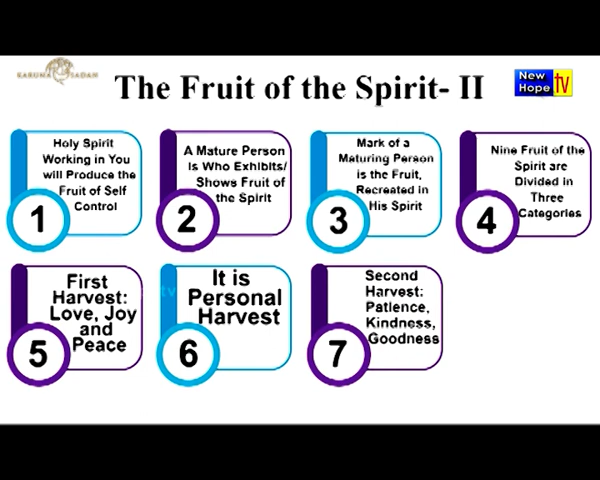 KARUNA SADAN
The Fruit of the Spirit- II
New
Hope tv
Holy Spirit
Working in You
will Produce the
Fruit of Self
Control
1
A Mature Person
is Who Exhibits/
Shows Fruit of
the Spirit
2
Mark of a
Maturing Person
is the Fruit,
Recreated in
His Spirit
3
Nine Fruit of the
Spirit are
Divided in
Three
Categories
4
First
Harvest:
Love, Joy
and
Peace
5
tv
It is
Personal
Harvest
6
Second
Harvest:
Patience,
Kindness,
Goodness
7